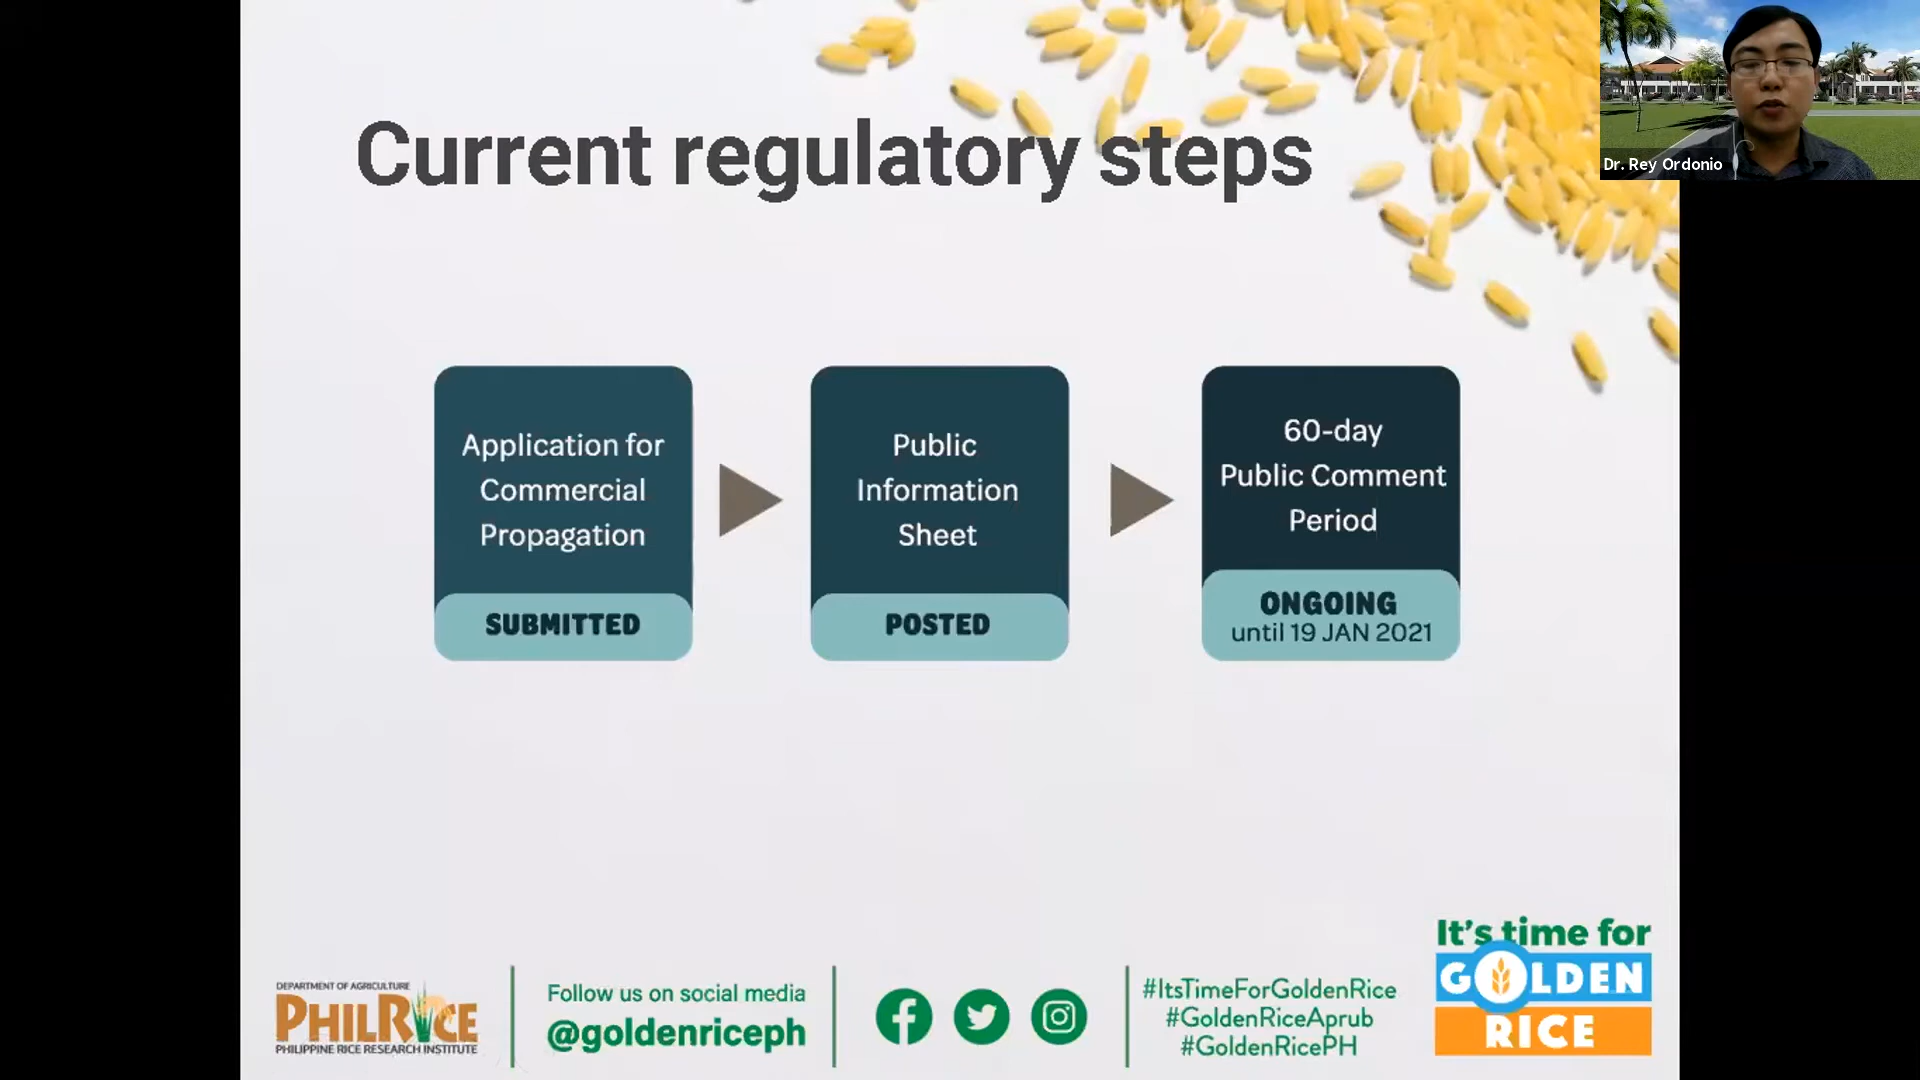 Current regulatory steps
Dr. Rey Ordonio
Application for
Commercial
Propagation
SUBMITTED
Public
Information
Sheet
POSTED
60-day
Public Comment
Period
ONGOING
until 19 JAN 2021
DEPARTMENT OF AGRICULTURE
PHILRICE
PHILIPPINE RICE RESEARCH INSTITUTE
Follow us on social media
@goldenriceph
#ItsTimeForGoldenRice
#GoldenRiceAprub
#GoldenRicePH
It's time for
GOLDEN
RICE